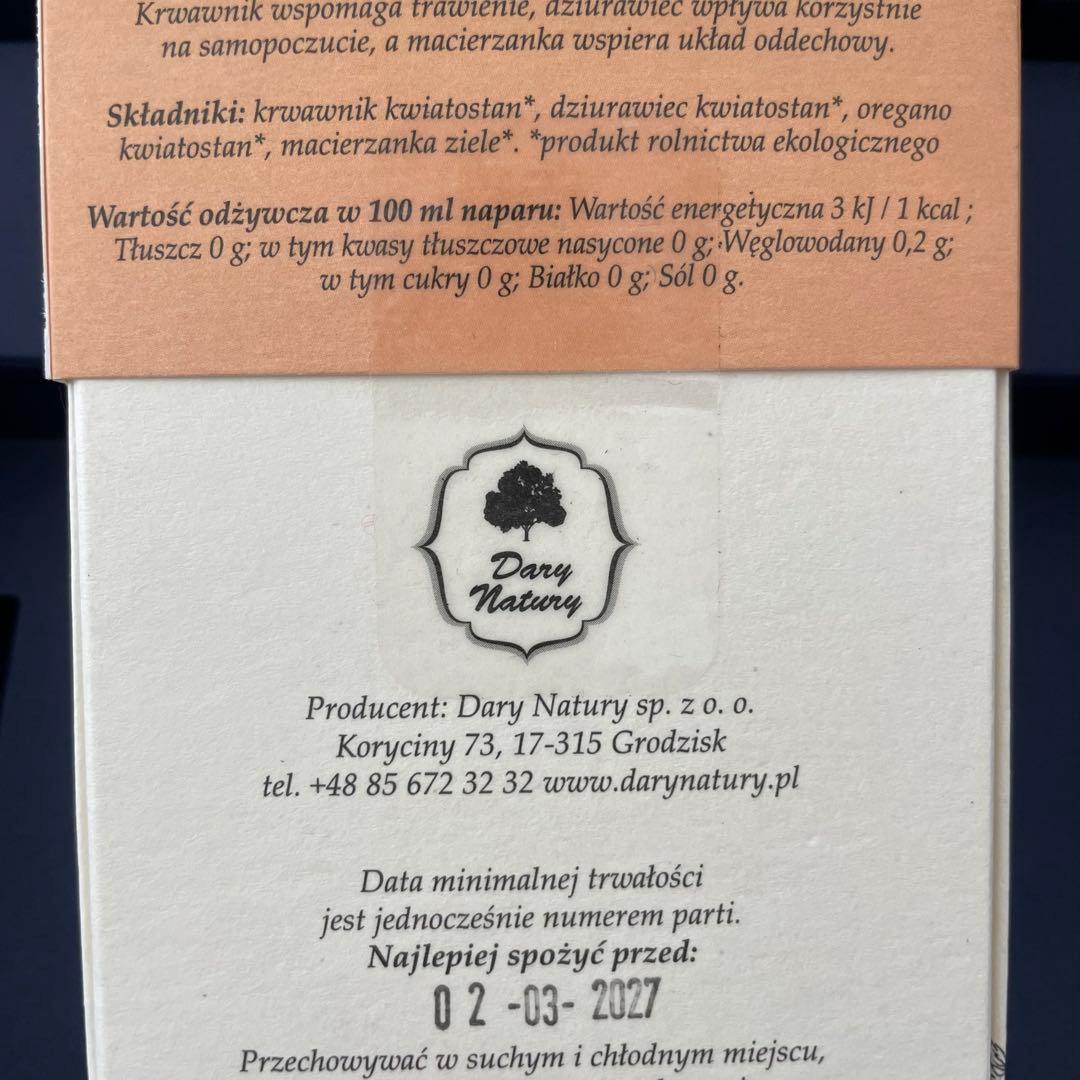 Krwawnik wspomaga trawienie, dziurawiec wpływa korzystnie
na samopoczucie, a macierzanka wspiera układ oddechowy.
Składniki: krwawnik kwiatostan*, dziurawiec kwiatostan*, oregano
kwiatostan*, macierzanka ziele*. *produkt rolnictwa ekologicznego
Wartość odżywcza w 100 ml naparu: Wartość energetyczna 3 kJ / 1 kcal ;
Tłuszcz 0 g; w tym kwasy tłuszczowe nasycone 0 g; Węglowodany 0,2 g;
w tym cukry 0 g; Białko 0 g; Sól 0 g.
Dary
Natury
Producent: Dary Natury sp. z o. o.
Koryciny 73, 17-315 Grodzisk
tel. +48 85 672 32 32 www.darynatury.pl
Data minimalnej trwałości
jest jednocześnie numerem parti.
Najlepiej spożyć przed:
02 -03- 2027
Przechowywać w suchym i chłodnym miejscu,